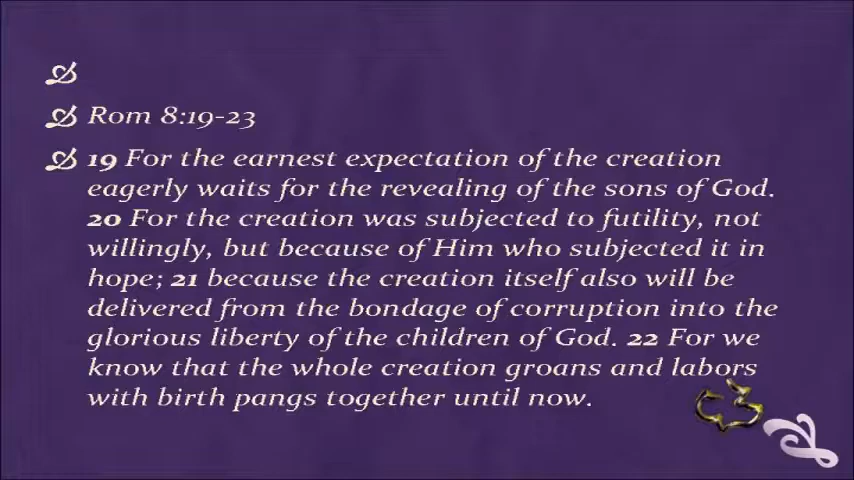 Rom 8:19-23
19 For the earnest expectation of the creation
eagerly waits for the revealing of the sons of God.
20 For the creation was subjected to futility, not
willingly, but because of Him who subjected it in
hope; 21 because the creation itself also will be
delivered from the bondage of corruption into the
glorious liberty of the children of God. 22 For we
know that the whole creation groans and labors
with birth pangs together until now.